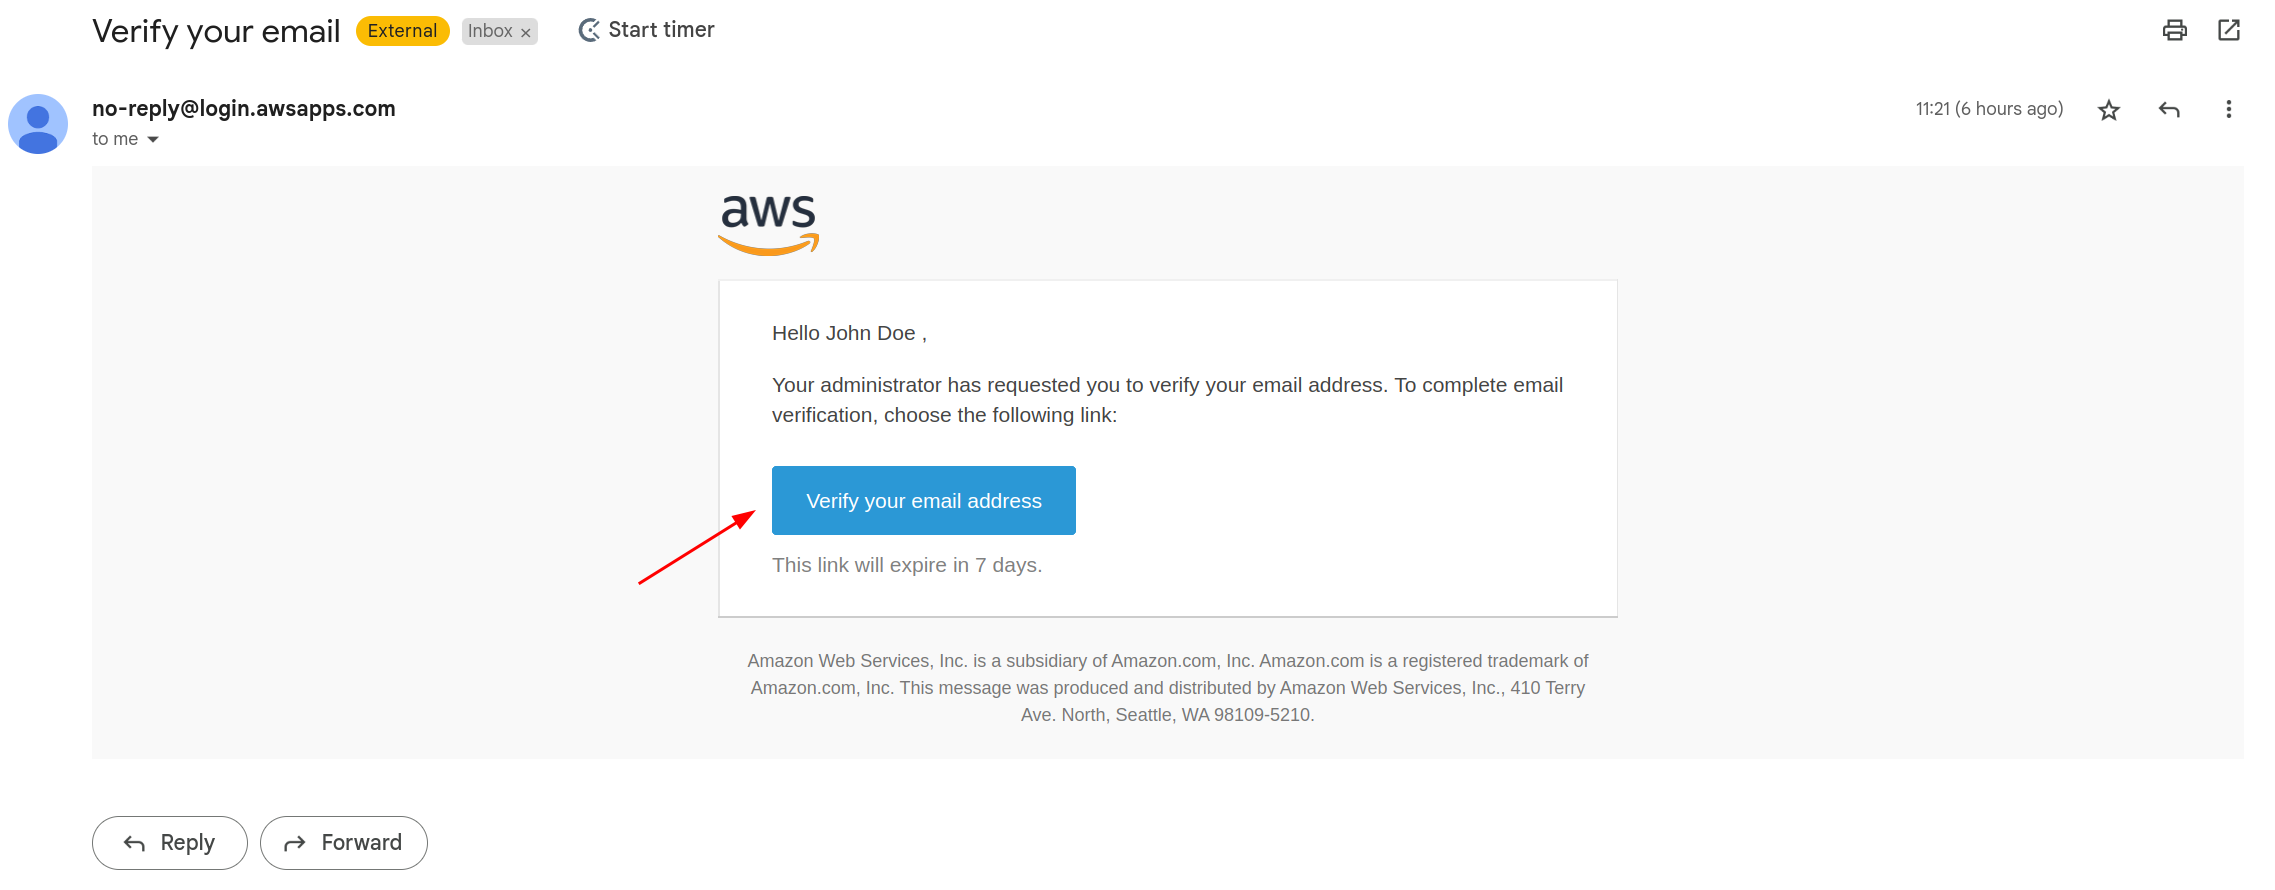 Verify your email External Inbox × Start timer
no-reply@login.awsapps.com 11:21 (6 hours ago)
to me
aws
Hello John Doe ,
Your administrator has requested you to verify your email address. To complete email
verification, choose the following link:
Verify your email address
This link will expire in 7 days.
Amazon Web Services, Inc. is a subsidiary of Amazon.com, Inc. Amazon.com is a registered trademark of
Amazon.com, Inc. This message was produced and distributed by Amazon Web Services, Inc., 410 Terry
Ave. North, Seattle, WA 98109-5210.
Reply Forward